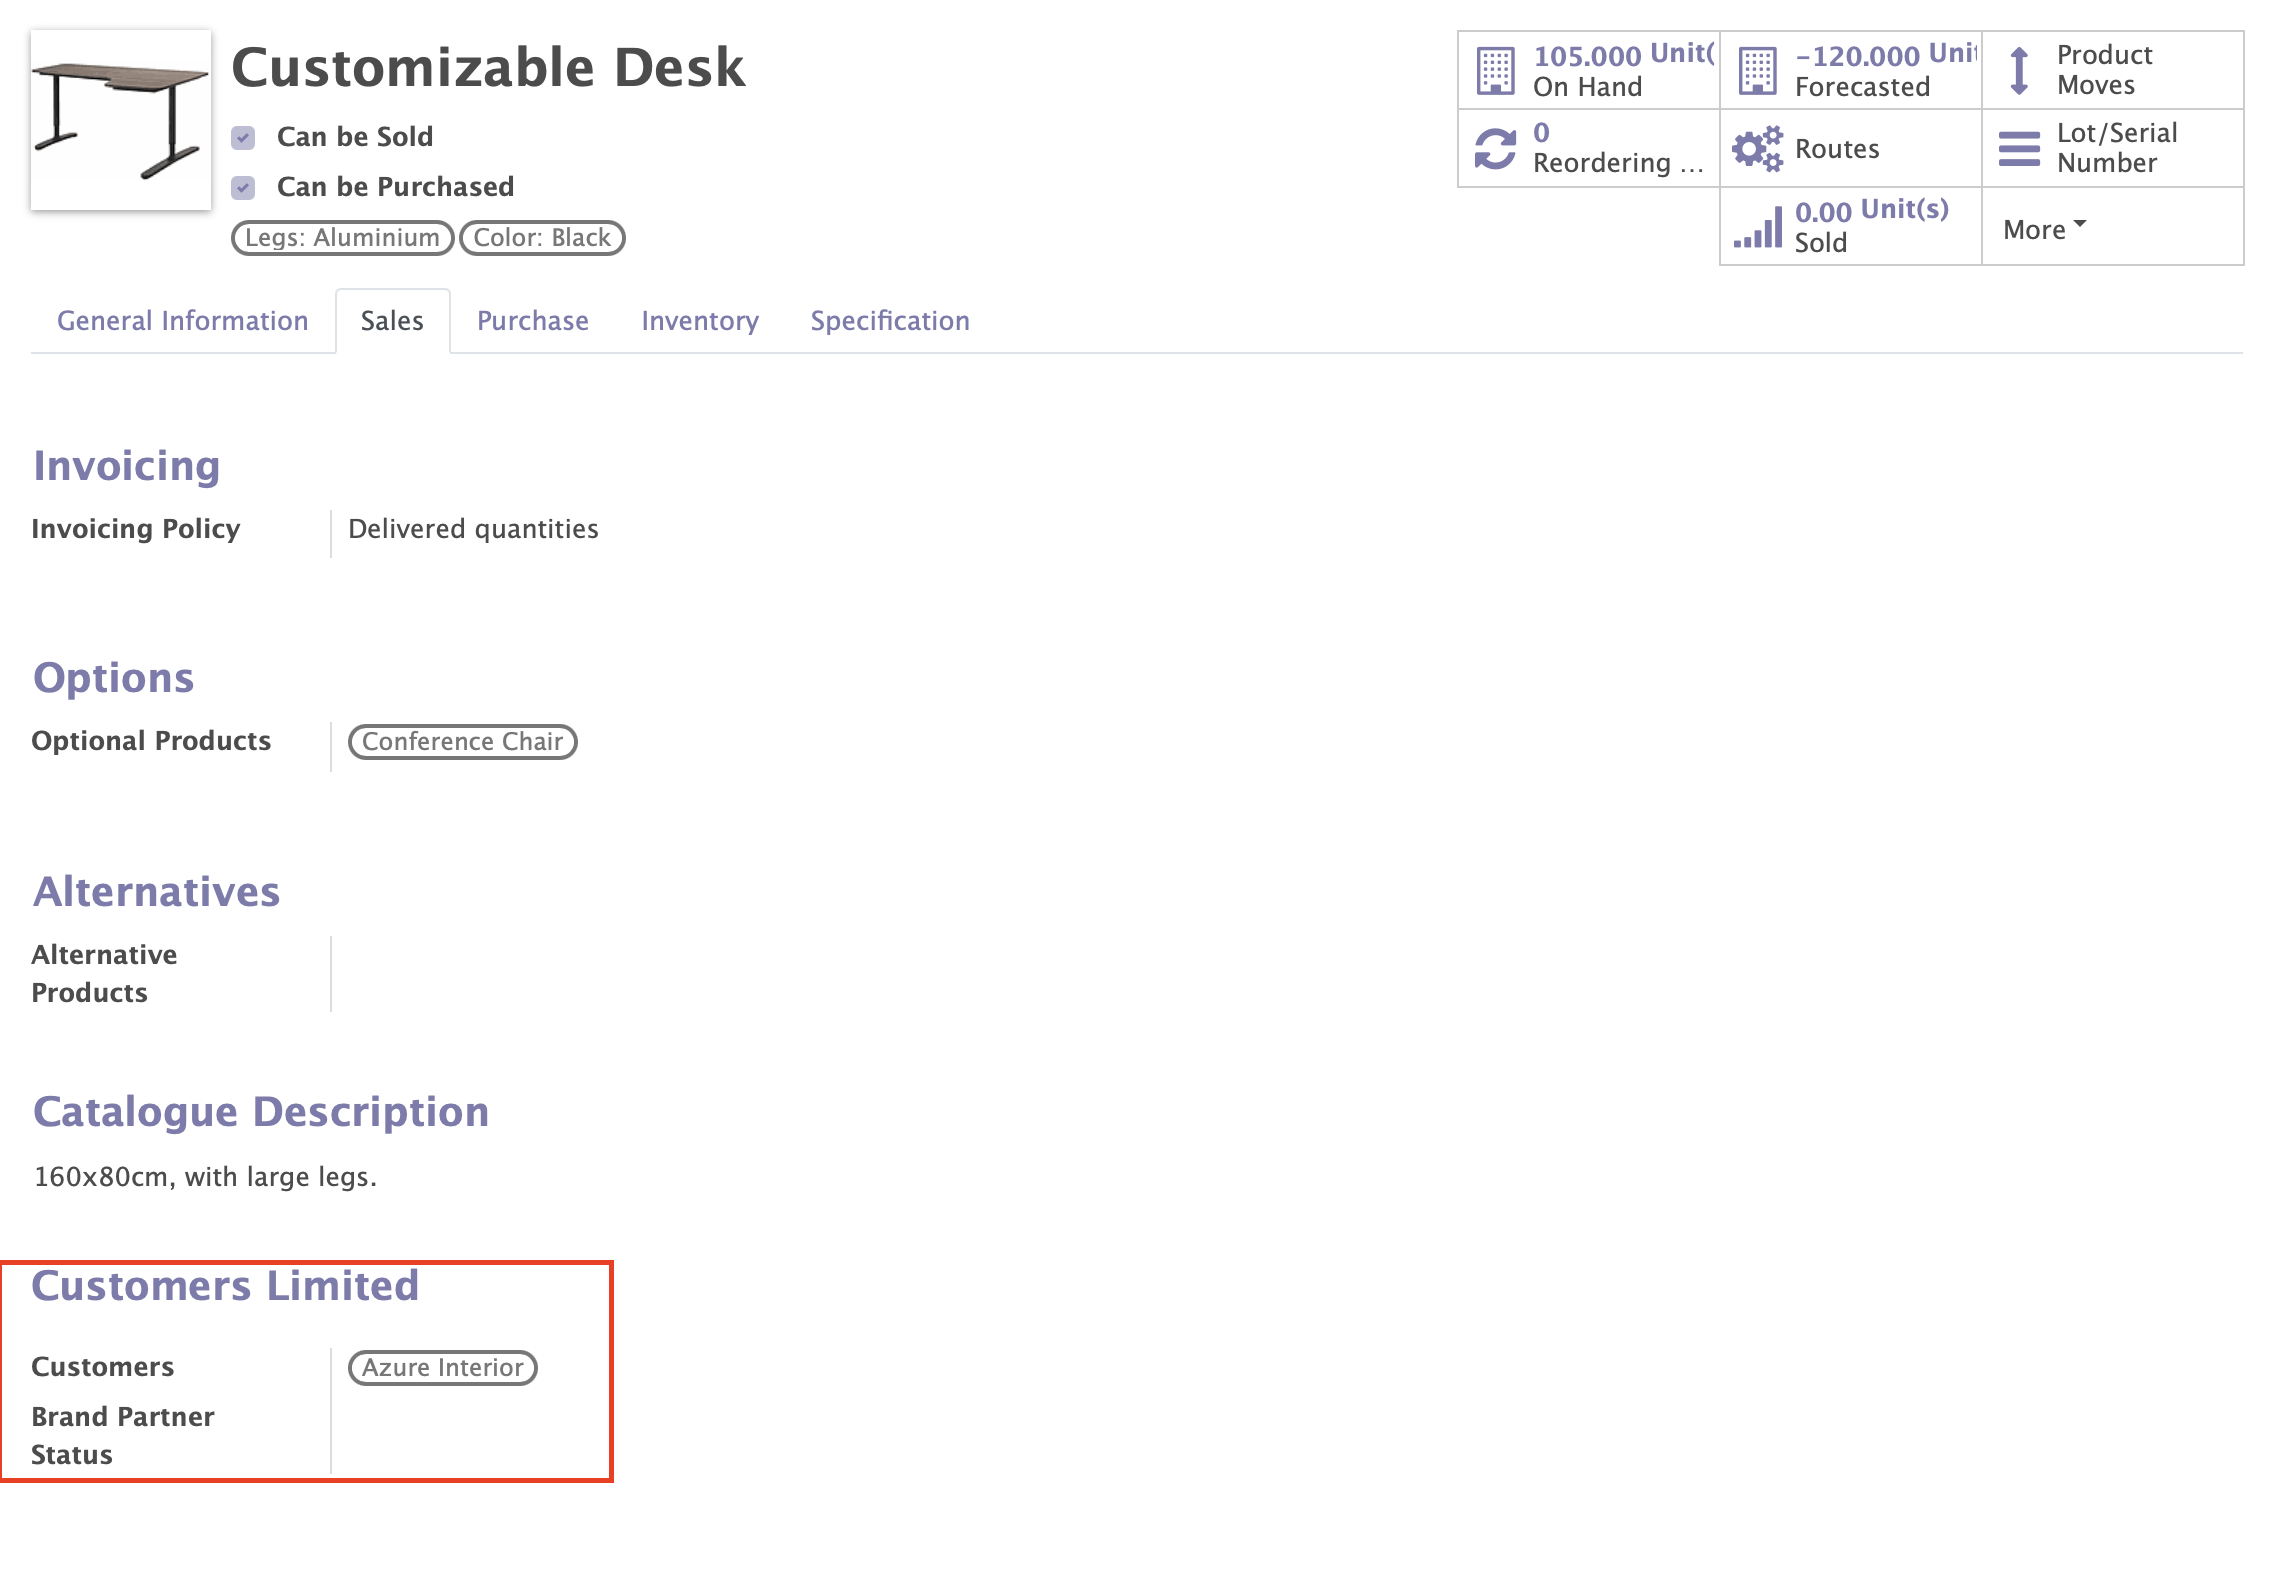 Customizable Desk
Can be Sold
Can be Purchased
Legs: Aluminium Color: Black
105.000 Unit(
On Hand
-120.000 Unit
Forecasted
Product
Moves
0
Reordering ...
Routes
Lot/Serial
Number
0.00 Unit(s)
Sold
More
General Information Sales Purchase Inventory Specification
Invoicing
Invoicing Policy Delivered quantities
Options
Optional Products Conference Chair
Alternatives
Alternative
Products
Catalogue Description
160x80cm, with large legs.
Customers Limited
Customers Azure Interior
Brand Partner
Status